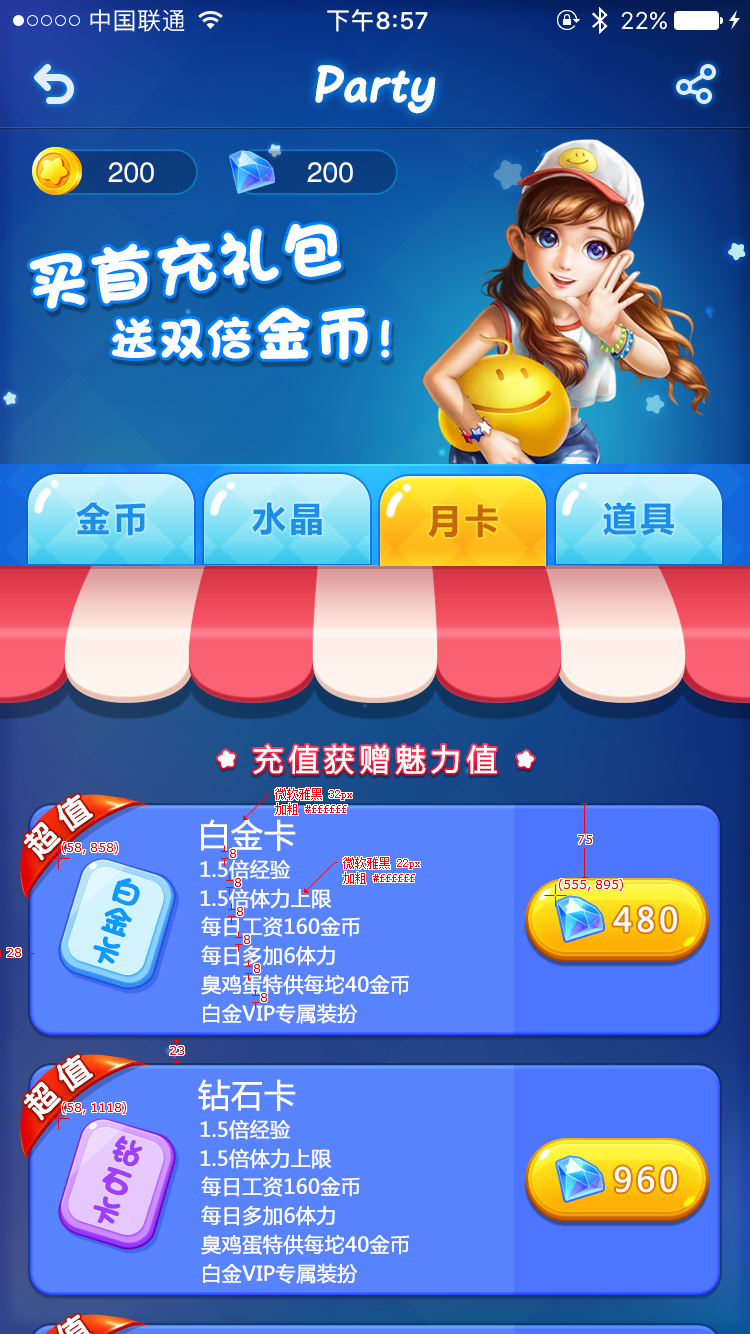 中国联通 下午8:57 22%
Party
200 200
买首充礼包
送双倍金币!
金币 水晶 月卡 道具
充值获赠魅力值
微软雅黑 32px
加粗 #ffffff
超值
白金卡
75
(58, 858)
8
1.5倍经验
微软雅黑 22px
加粗 #ffffff
8
1.5倍体力上限
(555, 895)
白金卡
8
每日工资160金币
480
8
每日多加6体力
28
8
臭鸡蛋特供每坨40金币
8
白金VIP专属装扮
23
超值
钻石卡
(58, 1118)
1.5倍经验
1.5倍体力上限
钻石卡
每日工资160金币
960
每日多加6体力
臭鸡蛋特供每坨40金币
白金VIP专属装扮
超值